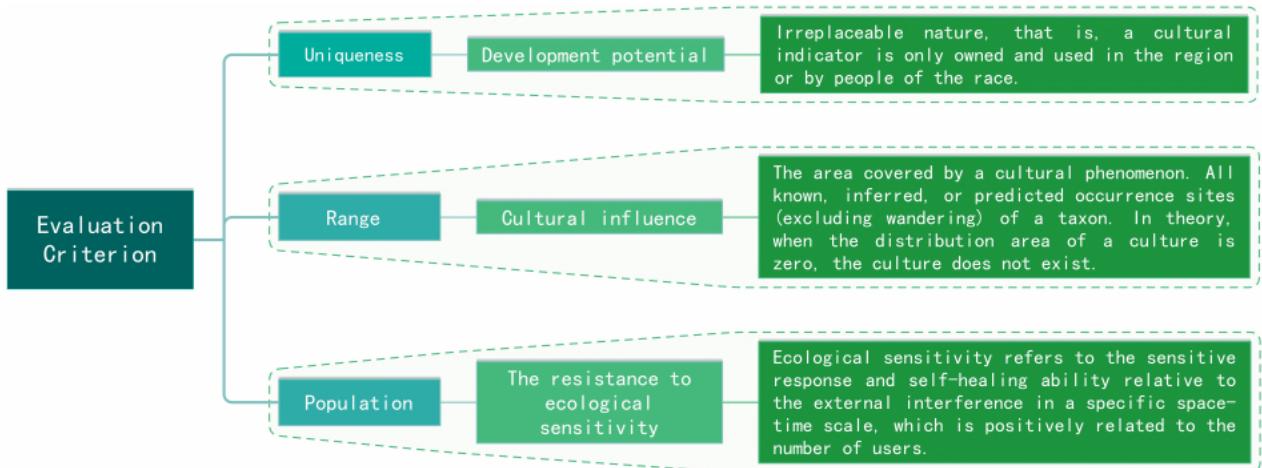 Evaluation
Criterion
Uniqueness
Development potential
Irreplaceable nature, that is, a cultural
indicator is only owned and used in the region
or by people of the race.
Range
Cultural influence
The area covered by a cultural phenomenon. All
known, inferred, or predicted occurrence sites
(excluding wandering) of a taxon. In theory,
when the distribution area of a culture is
zero, the culture does not exist.
Population
The resistance to
ecological
sensitivity
Ecological sensitivity refers to the sensitive
response and self-healing ability relative to
the external interference in a specific space-
time scale, which is positively related to the
number of users.